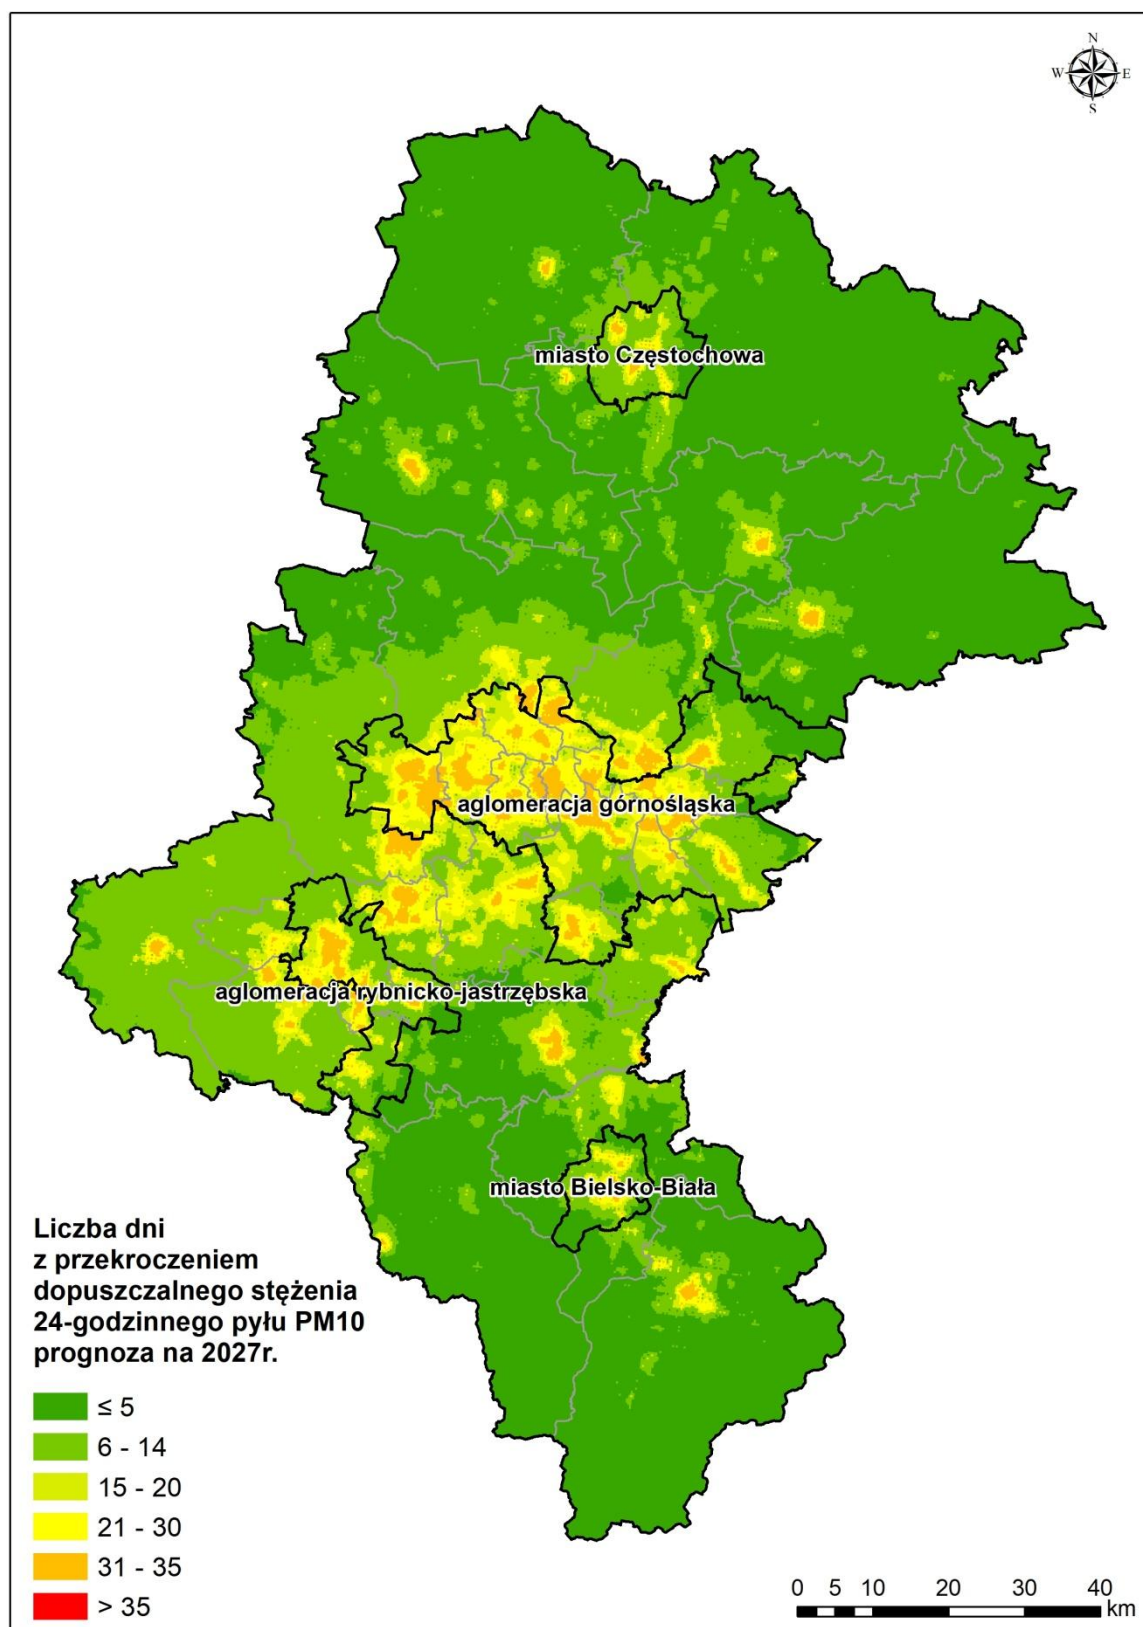 N
W E
S
miasto Częstochowa
aglomeracja górnośląska
aglomeracja rybnicko-jastrzębska
miasto Bielsko-Biała
Liczba dni
z przekroczeniem
dopuszczalnego stężenia
24-godzinnego pyłu PM10
prognoza na 2027r.
≤ 5
6 - 14
15 - 20
21 - 30
31 - 35
> 35
0 5 10 20 30 40
km